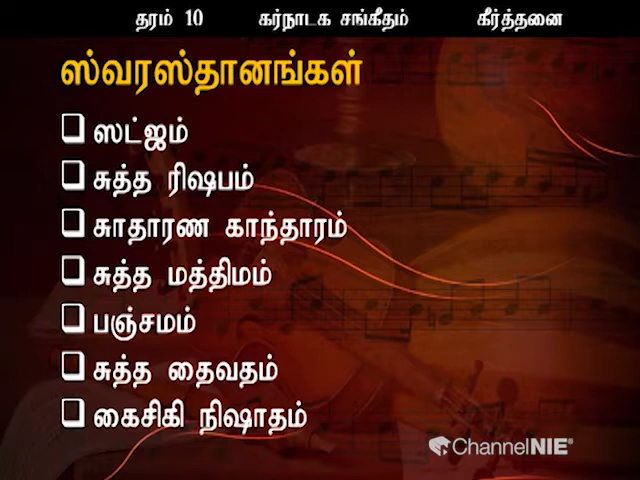 தரம் 10 கர்நாடக சங்கீதம் கீர்த்தனை
ஸ்வரஸ்தானங்கள்
ஸட்ஜம்
சுத்த ரிஷபம்
சாதாரண காந்தாரம்
சுத்த மத்திமம்
பஞ்சமம்
சுத்த தைவதம்
கைசிகி நிஷாதம்
ChannelNIE®